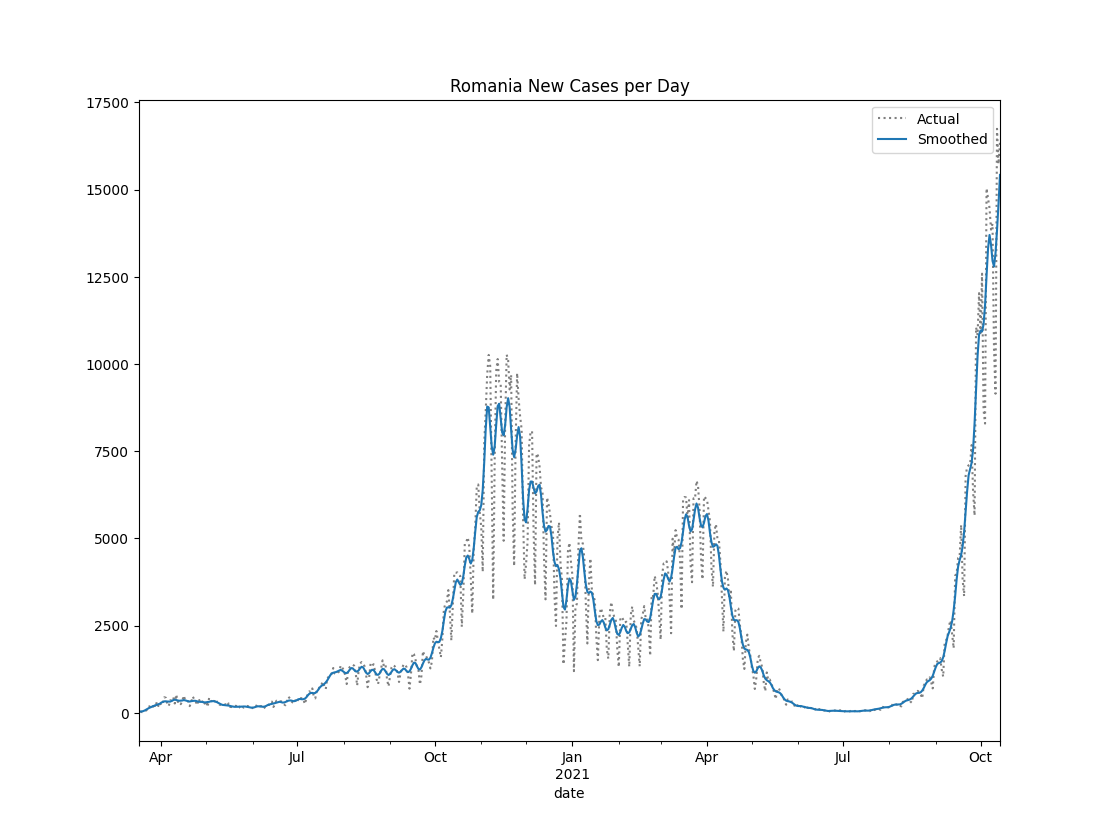 Romania New Cases per Day
Actual
Smoothed
17500
15000
12500
10000
7500
5000
2500
0
Apr Jul Oct Jan Apr Jul Oct
2021
date